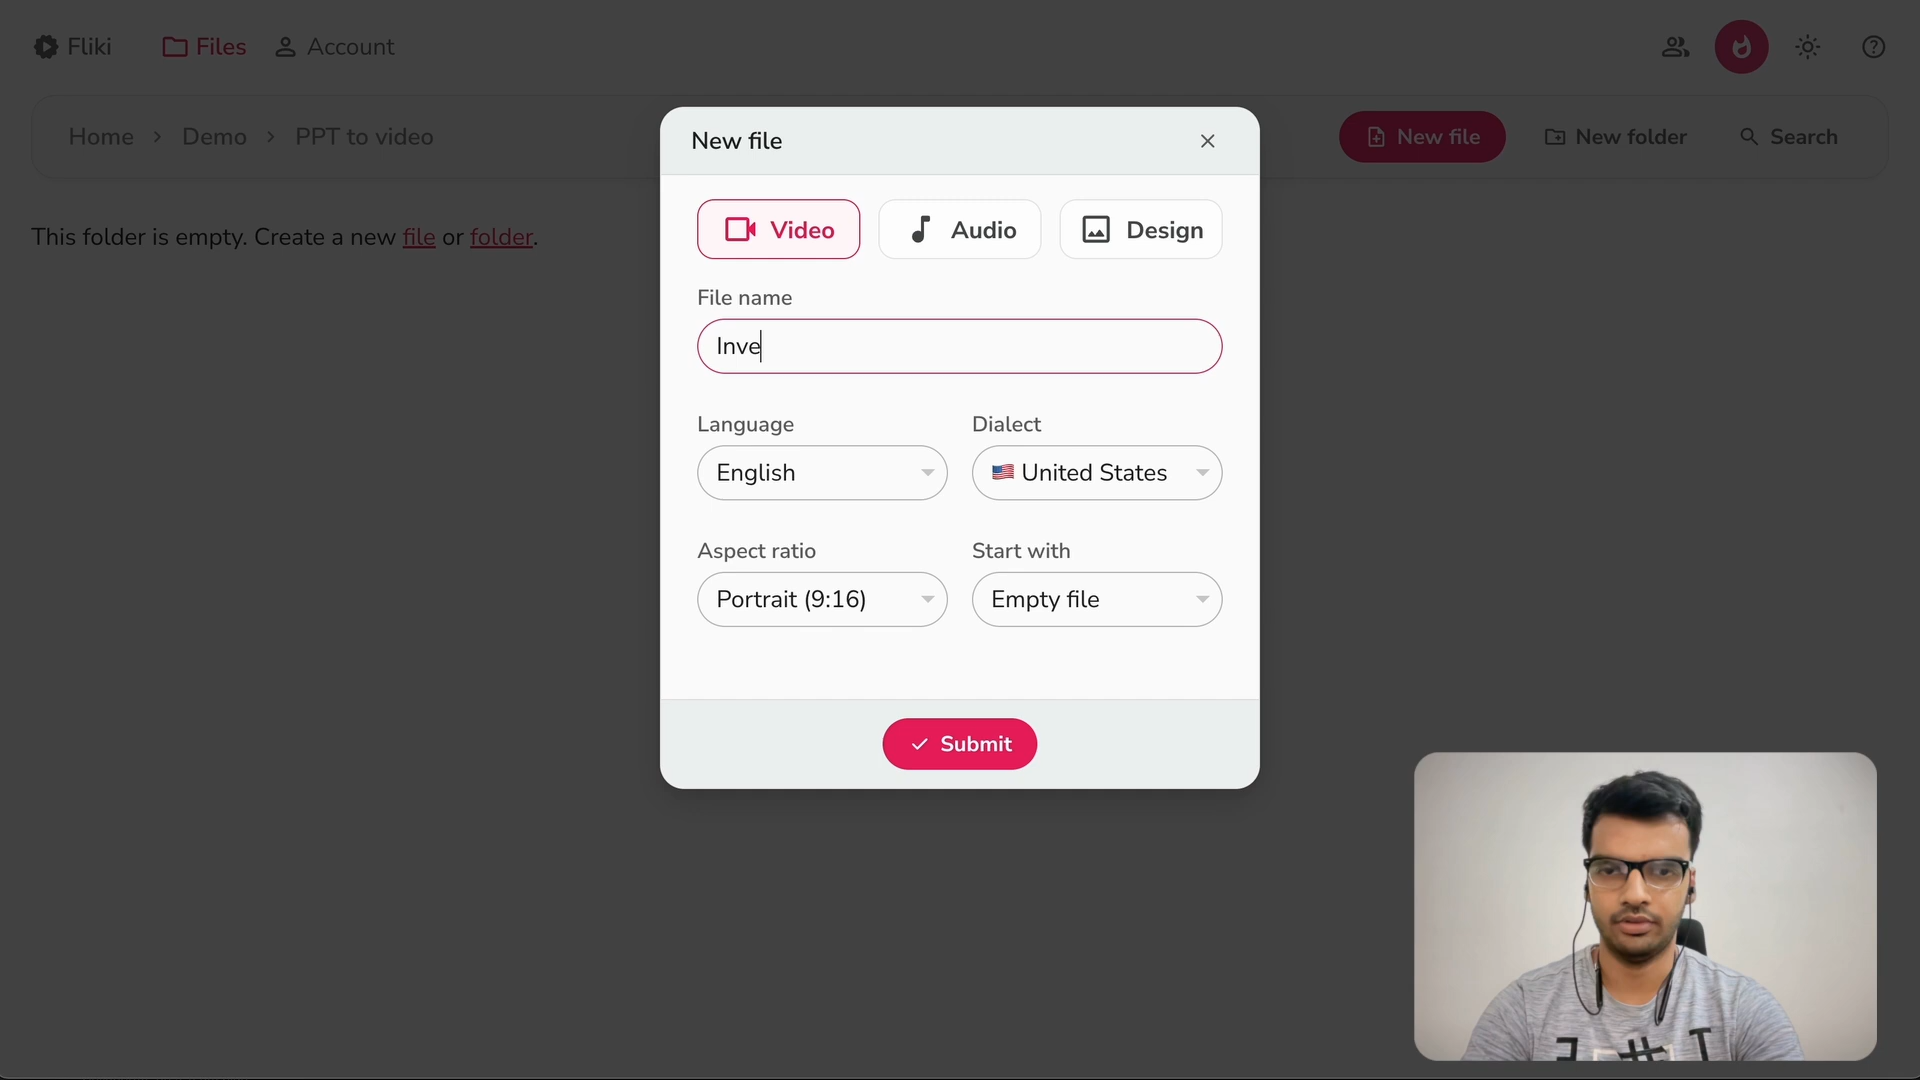 Fliki Files Account
Home > Demo > PPT to video
New file New folder Search
This folder is empty. Create a new file or folder.
New file
Video Audio Design
File name
Inve
Language Dialect
English United States
Aspect ratio Start with
Portrait (9:16) Empty file
Submit